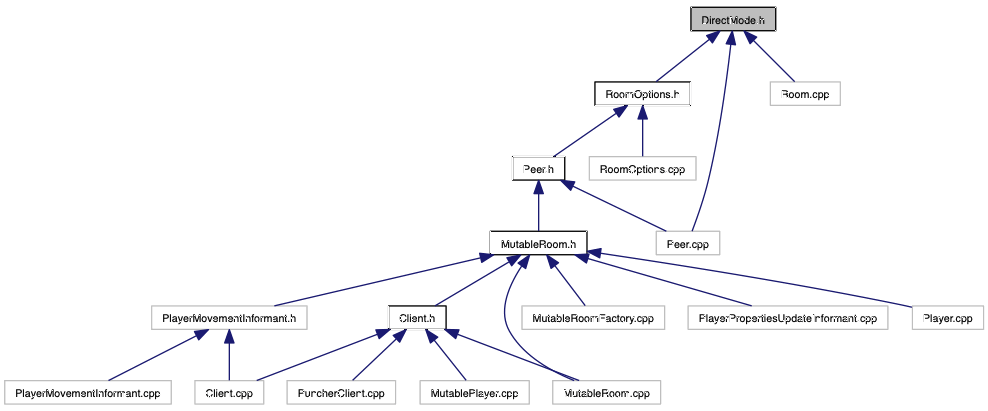 DirectMode.h
RoomOptions.h
Room.cpp
Peer.h
RoomOptions.cpp
MutableRoom.h
Peer.cpp
PlayerMovementInformant.h
Client.h
MutableRoomFactory.cpp
PlayerPropertiesUpdateInformant.cpp
Player.cpp
PlayerMovementInformant.cpp
Client.cpp
PuncherClient.cpp
MutablePlayer.cpp
MutableRoom.cpp